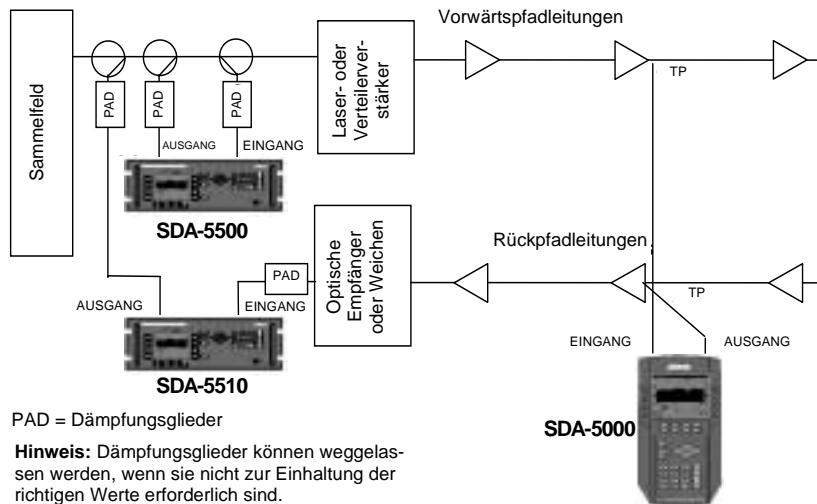 Vorwärtspfadleitungen
Sammelfeld
PAD
PAD
PAD
AUSGANG
EINGANG
Laser- oder
Verteilerver-
stärker
TP
SDA-5500
Rückpfadleitungen
AUSGANG
EINGANG
PAD
Optische
Empfänger
oder Weichen
TP
EINGANG
AUSGANG
SDA-5510
SDA-5000
PAD = Dämpfungsglieder
Hinweis: Dämpfungsglieder können weggelas-
sen werden, wenn sie nicht zur Einhaltung der
richtigen Werte erforderlich sind.